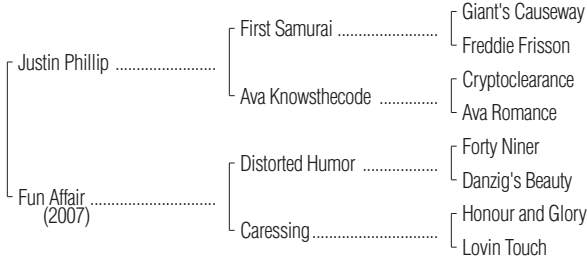 Giant's Causeway
First Samurai ....................
Freddie Frisson
Justin Phillip ....................
Cryptoclearance
Ava Knowsthecode ............
Ava Romance
Forty Niner
Distorted Humor ...............
Danzig's Beauty
Fun Affair .........................
(2007)
Honour and Glory
Caressing.........................
Lovin Touch